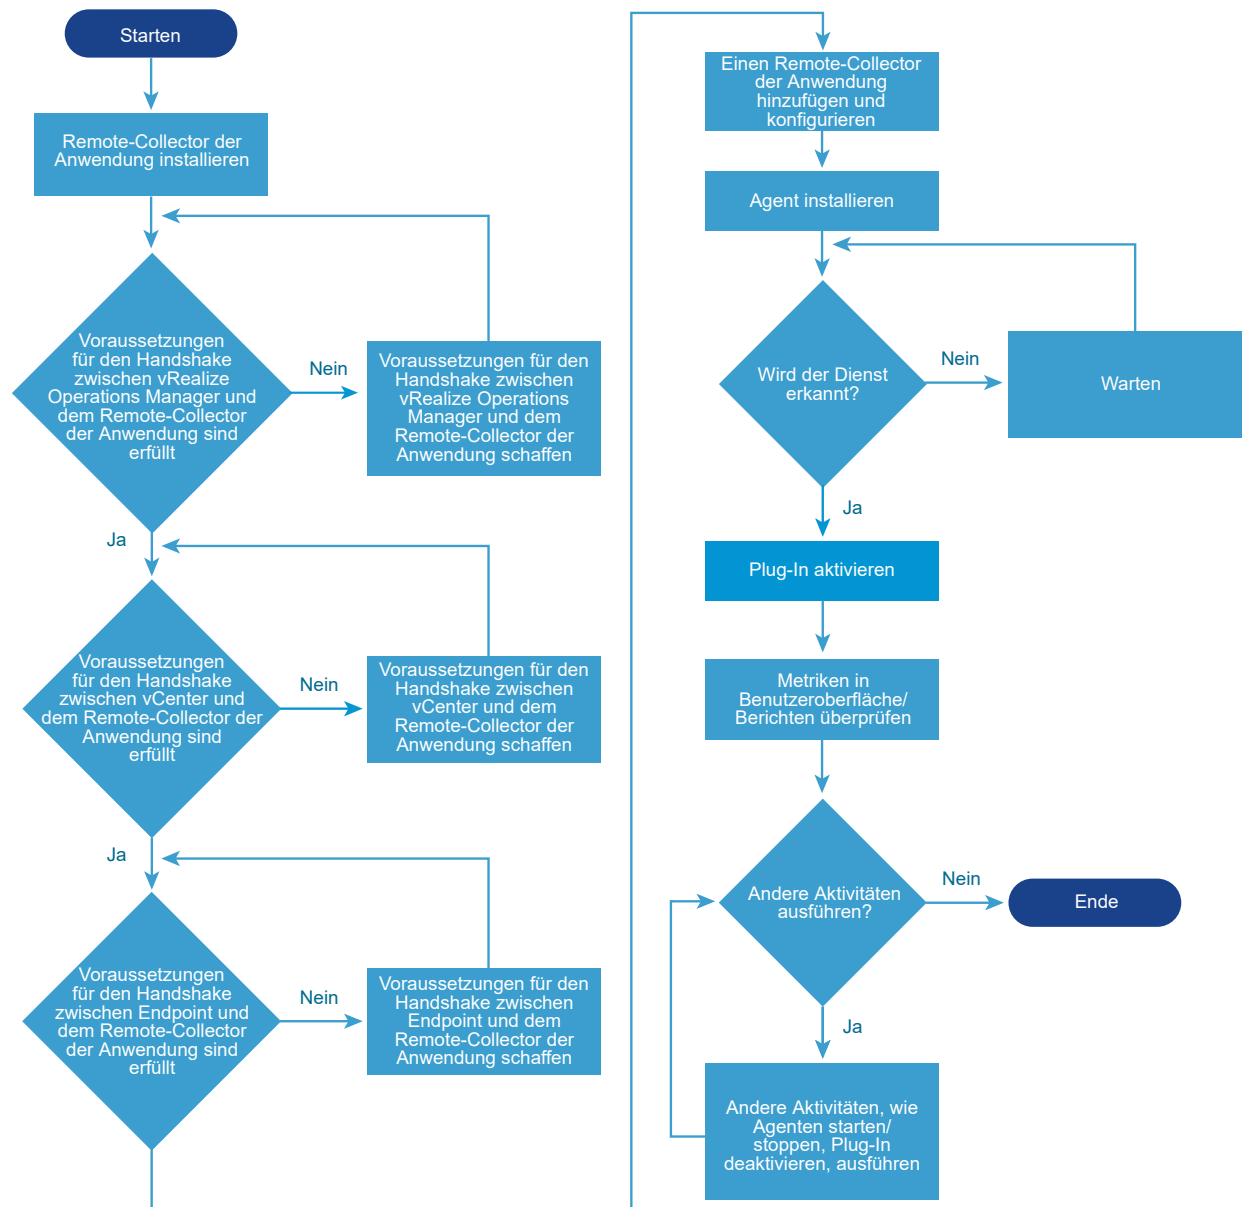 Starten
Remote-Collector der
Anwendung installieren
Voraussetzungen
für den Handshake
zwischen vRealize
Operations Manager und
dem Remote-Collector
der Anwendung sind
erfüllt
Nein
Voraussetzungen für den
Handshake zwischen
vRealize Operations
Manager und dem
Remote-Collector der
Anwendung schaffen
Ja
Voraussetzungen
für den Handshake
zwischen vCenter und
dem Remote-Collector der
Anwendung sind
erfüllt
Nein
Voraussetzungen für den
Handshake zwischen
vCenter und dem
Remote-Collector der
Anwendung schaffen
Ja
Voraussetzungen
für den Handshake
zwischen Endpoint und
dem Remote-Collector
der Anwendung sind
erfüllt
Nein
Voraussetzungen für den
Handshake zwischen
Endpoint und dem
Remote-Collector der
Anwendung schaffen
Einen Remote-Collector
der Anwendung
hinzufügen und
konfigurieren
Agent installieren
Wird der Dienst
erkannt?
Nein
Warten
Ja
Plug-In aktivieren
Metriken in
Benutzeroberfläche/
Berichten überprüfen
Andere Aktivitäten
ausführen?
Nein
Ende
Ja
Andere Aktivitäten, wie
Agenten starten/
stoppen, Plug-In
deaktivieren, ausführen